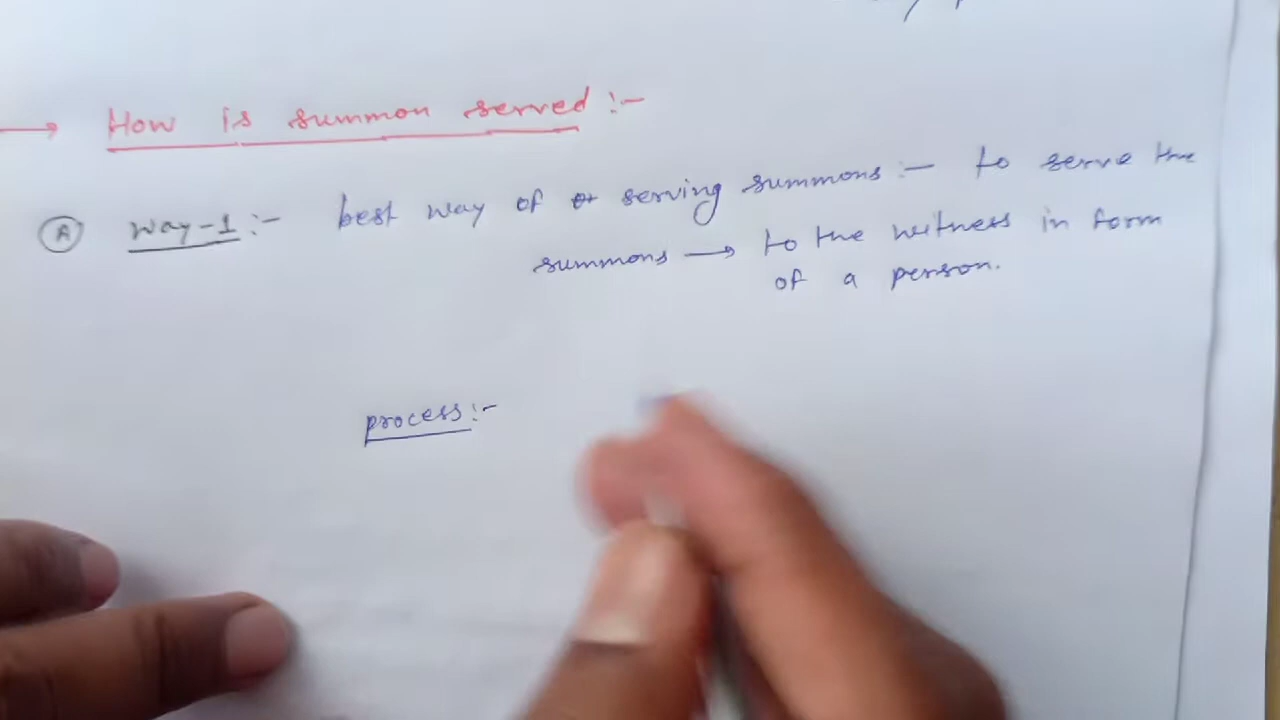 → How is summon served :-
Ⓐ way-1 :- best way of serving summons :- to serve the
summons → to the witness in form
of a person.
process :-